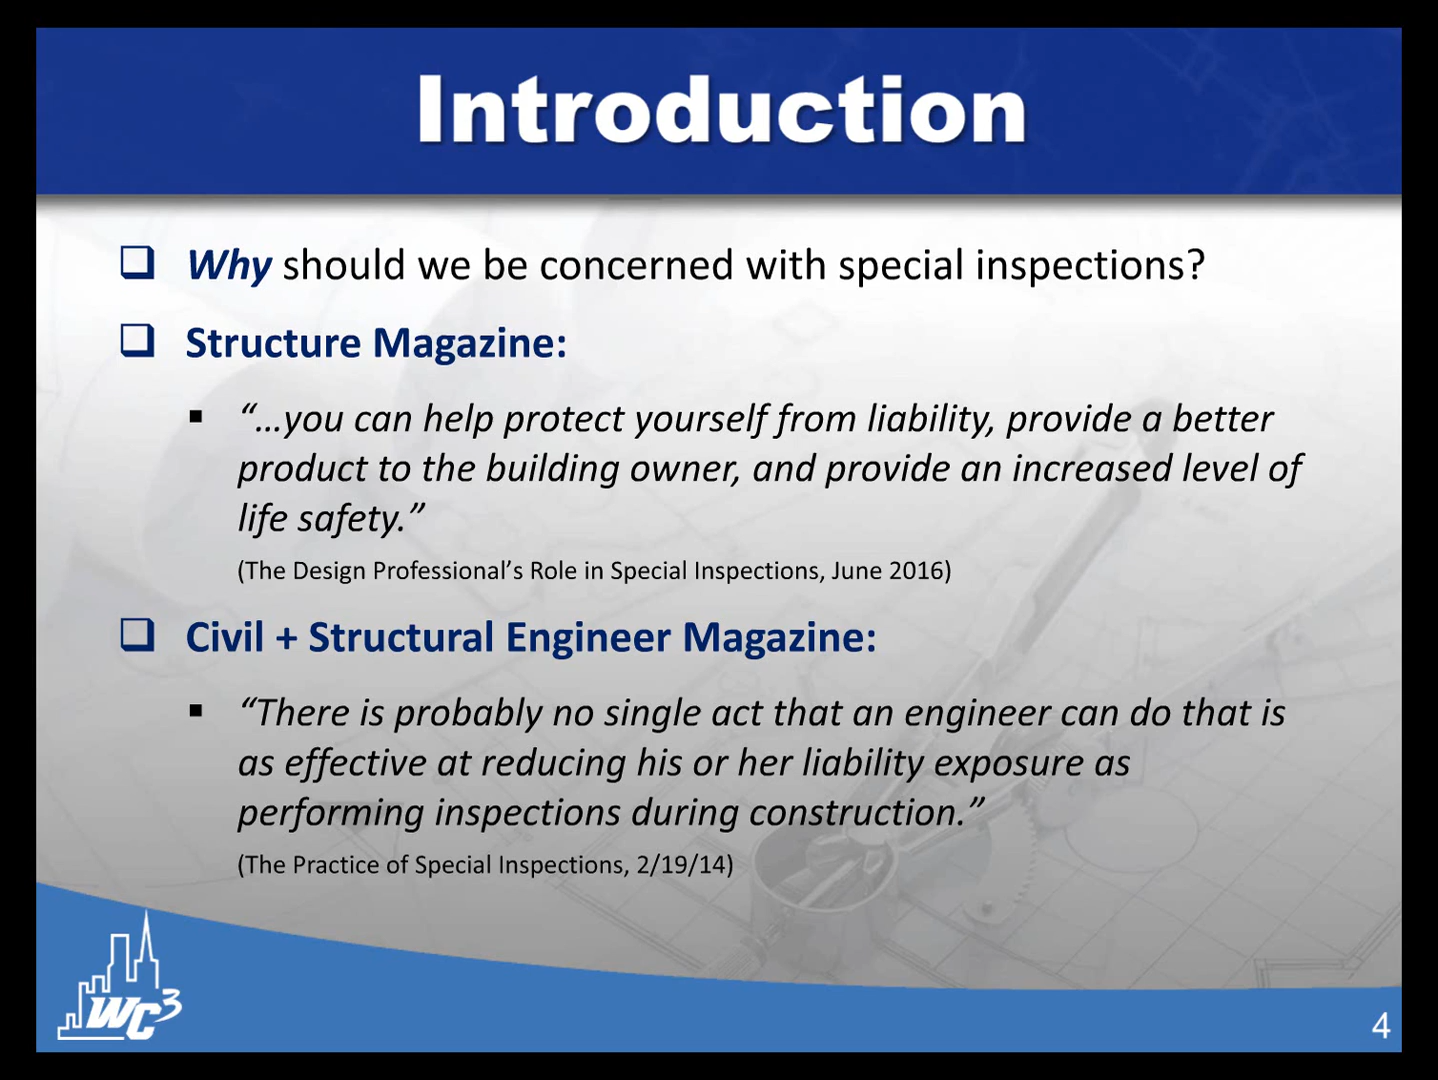 Introduction
Why should we be concerned with special inspections?
Structure Magazine:
“…you can help protect yourself from liability, provide a better
product to the building owner, and provide an increased level of
life safety.”
(The Design Professional’s Role in Special Inspections, June 2016)
Civil + Structural Engineer Magazine:
“There is probably no single act that an engineer can do that is
as effective at reducing his or her liability exposure as
performing inspections during construction.”
(The Practice of Special Inspections, 2/19/14)
WC3
4